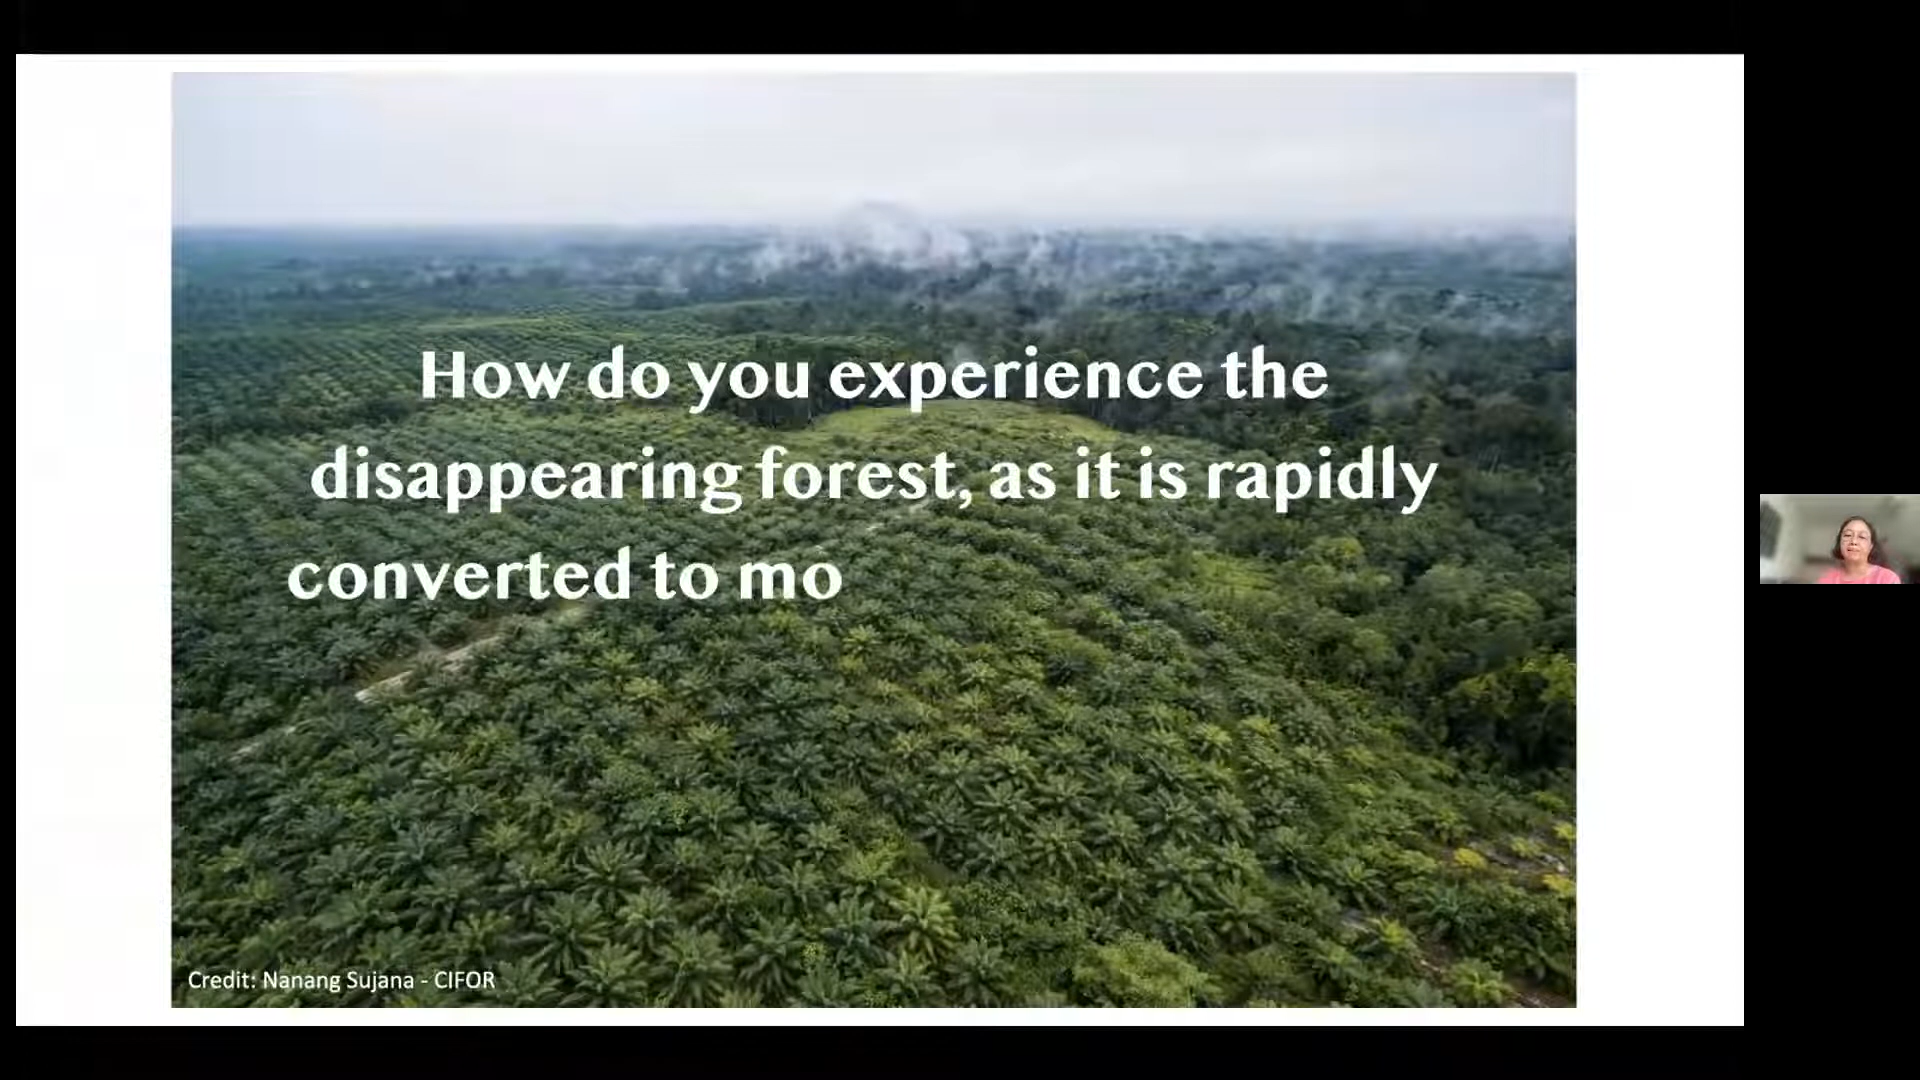 How do you experience the
disappearing forest, as it is rapidly
converted to mo
Credit: Nanang Sujana - CIFOR